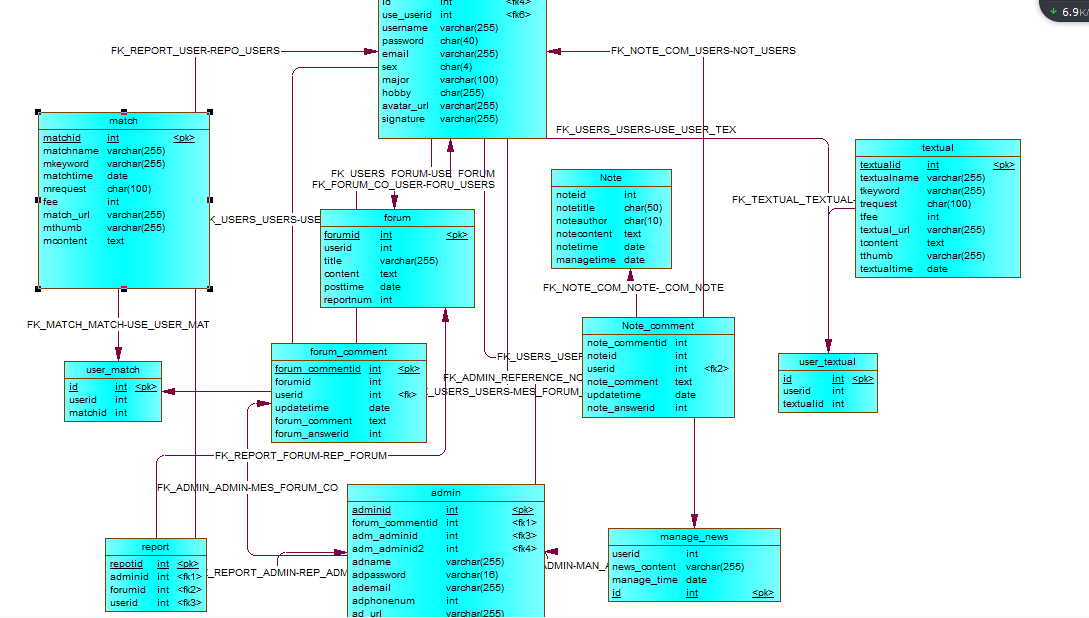 id int <fk4>
use_userid int <fk6>
username varchar(255)
password char(40)
email varchar(255)
sex char(4)
major varchar(100)
hobby char(255)
avatar_url varchar(255)
signature varchar(255)
6.9K/
FK_REPORT_USER-REPO_USERS
FK_NOTE_COM_USERS-NOT_USERS
match
matchid int <pk>
matchname varchar(255)
mkeyword varchar(255)
matchtime date
mrequest char(100)
fee int
match_url varchar(255)
mthumb varchar(255)
mcontent text
FK_USERS_USERS-USE_USER_TEX
textual
textualid int <pk>
textualname varchar(255)
tkeyword varchar(255)
trequest char(100)
tfee int
textual_url varchar(255)
tcontent text
tthumb varchar(255)
textualtime date
FK_USERS_FORUM-USE_FORUM
FK_FORUM_CO_USER-FORU_USERS
FK_TEXTUAL_TEXTUAL-
K_USERS_USERS-USE
forum
forumid int <pk>
userid int
title varchar(255)
content text
posttime date
reportnum int
Note
noteid int
notetitle char(50)
noteauthor char(10)
notecontent text
notetime date
managetime date
FK_NOTE_COM_NOTE-_COM_NOTE
FK_MATCH_MATCH-USE_USER_MAT
Note_comment
note_commentid int
noteid int
userid int <fk2>
note_comment text
updatetime date
note_answerid int
forum_comment
forum_commentid int <pk>
forumid int
userid int <fk>
updatetime date
forum_comment text
forum_answerid int
user_match
id int <pk>
userid int
matchid int
FK_USERS_USER
FK_ADMIN_REFERENCE_NO
_USERS_USERS-MES_FORUM_
user_textual
id int <pk>
userid int
textualid int
FK_REPORT_FORUM-REP_FORUM
FK_ADMIN_ADMIN-MES_FORUM_CO
admin
adminid int <pk>
forum_commentid int <fk1>
adm_adminid int <fk3>
adm_adminid2 int <fk4>
adname varchar(255)
adpassword varchar(16)
ademail varchar(255)
adphonenum int
ad_url varchar(255)
report
repotid int <pk>
adminid int <fk1>
forumid int <fk2>
userid int <fk3>
_REPORT_ADMIN-REP_ADM
ADMIN-MAN_A
manage_news
userid int
news_content varchar(255)
manage_time date
id int <pk>